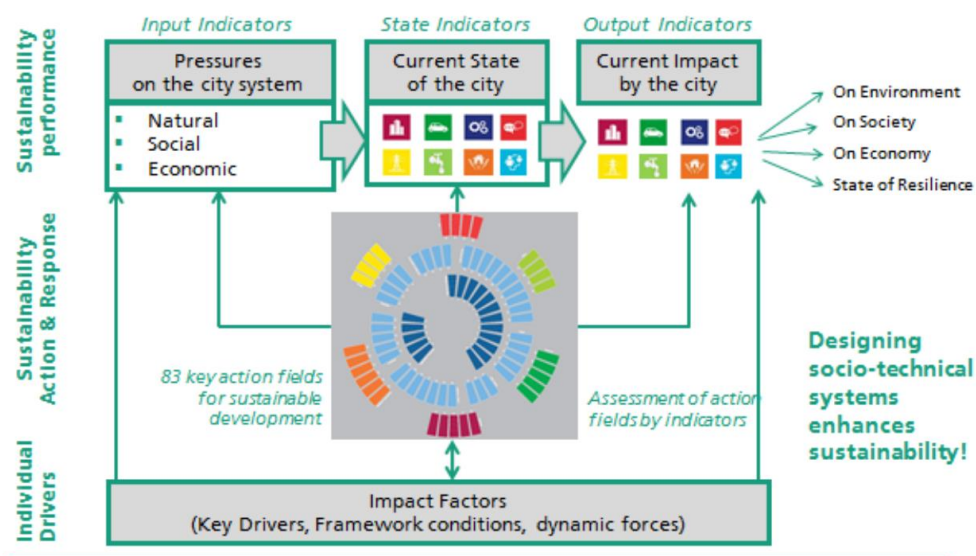 Input Indicators
State Indicators
Output Indicators
Sustainability
performance
Pressures
on the city system
Current State
of the city
Current Impact
by the city
▪ Natural
▪ Social
▪ Economic
On Environment
On Society
On Economy
State of Resilience
Sustainability
Action & Response
83 key action fields
for sustainable
development
Assessment of action
fields by indicators
Designing
socio-technical
systems
enhances
sustainability!
Individual
Drivers
Impact Factors
(Key Drivers, Framework conditions, dynamic forces)